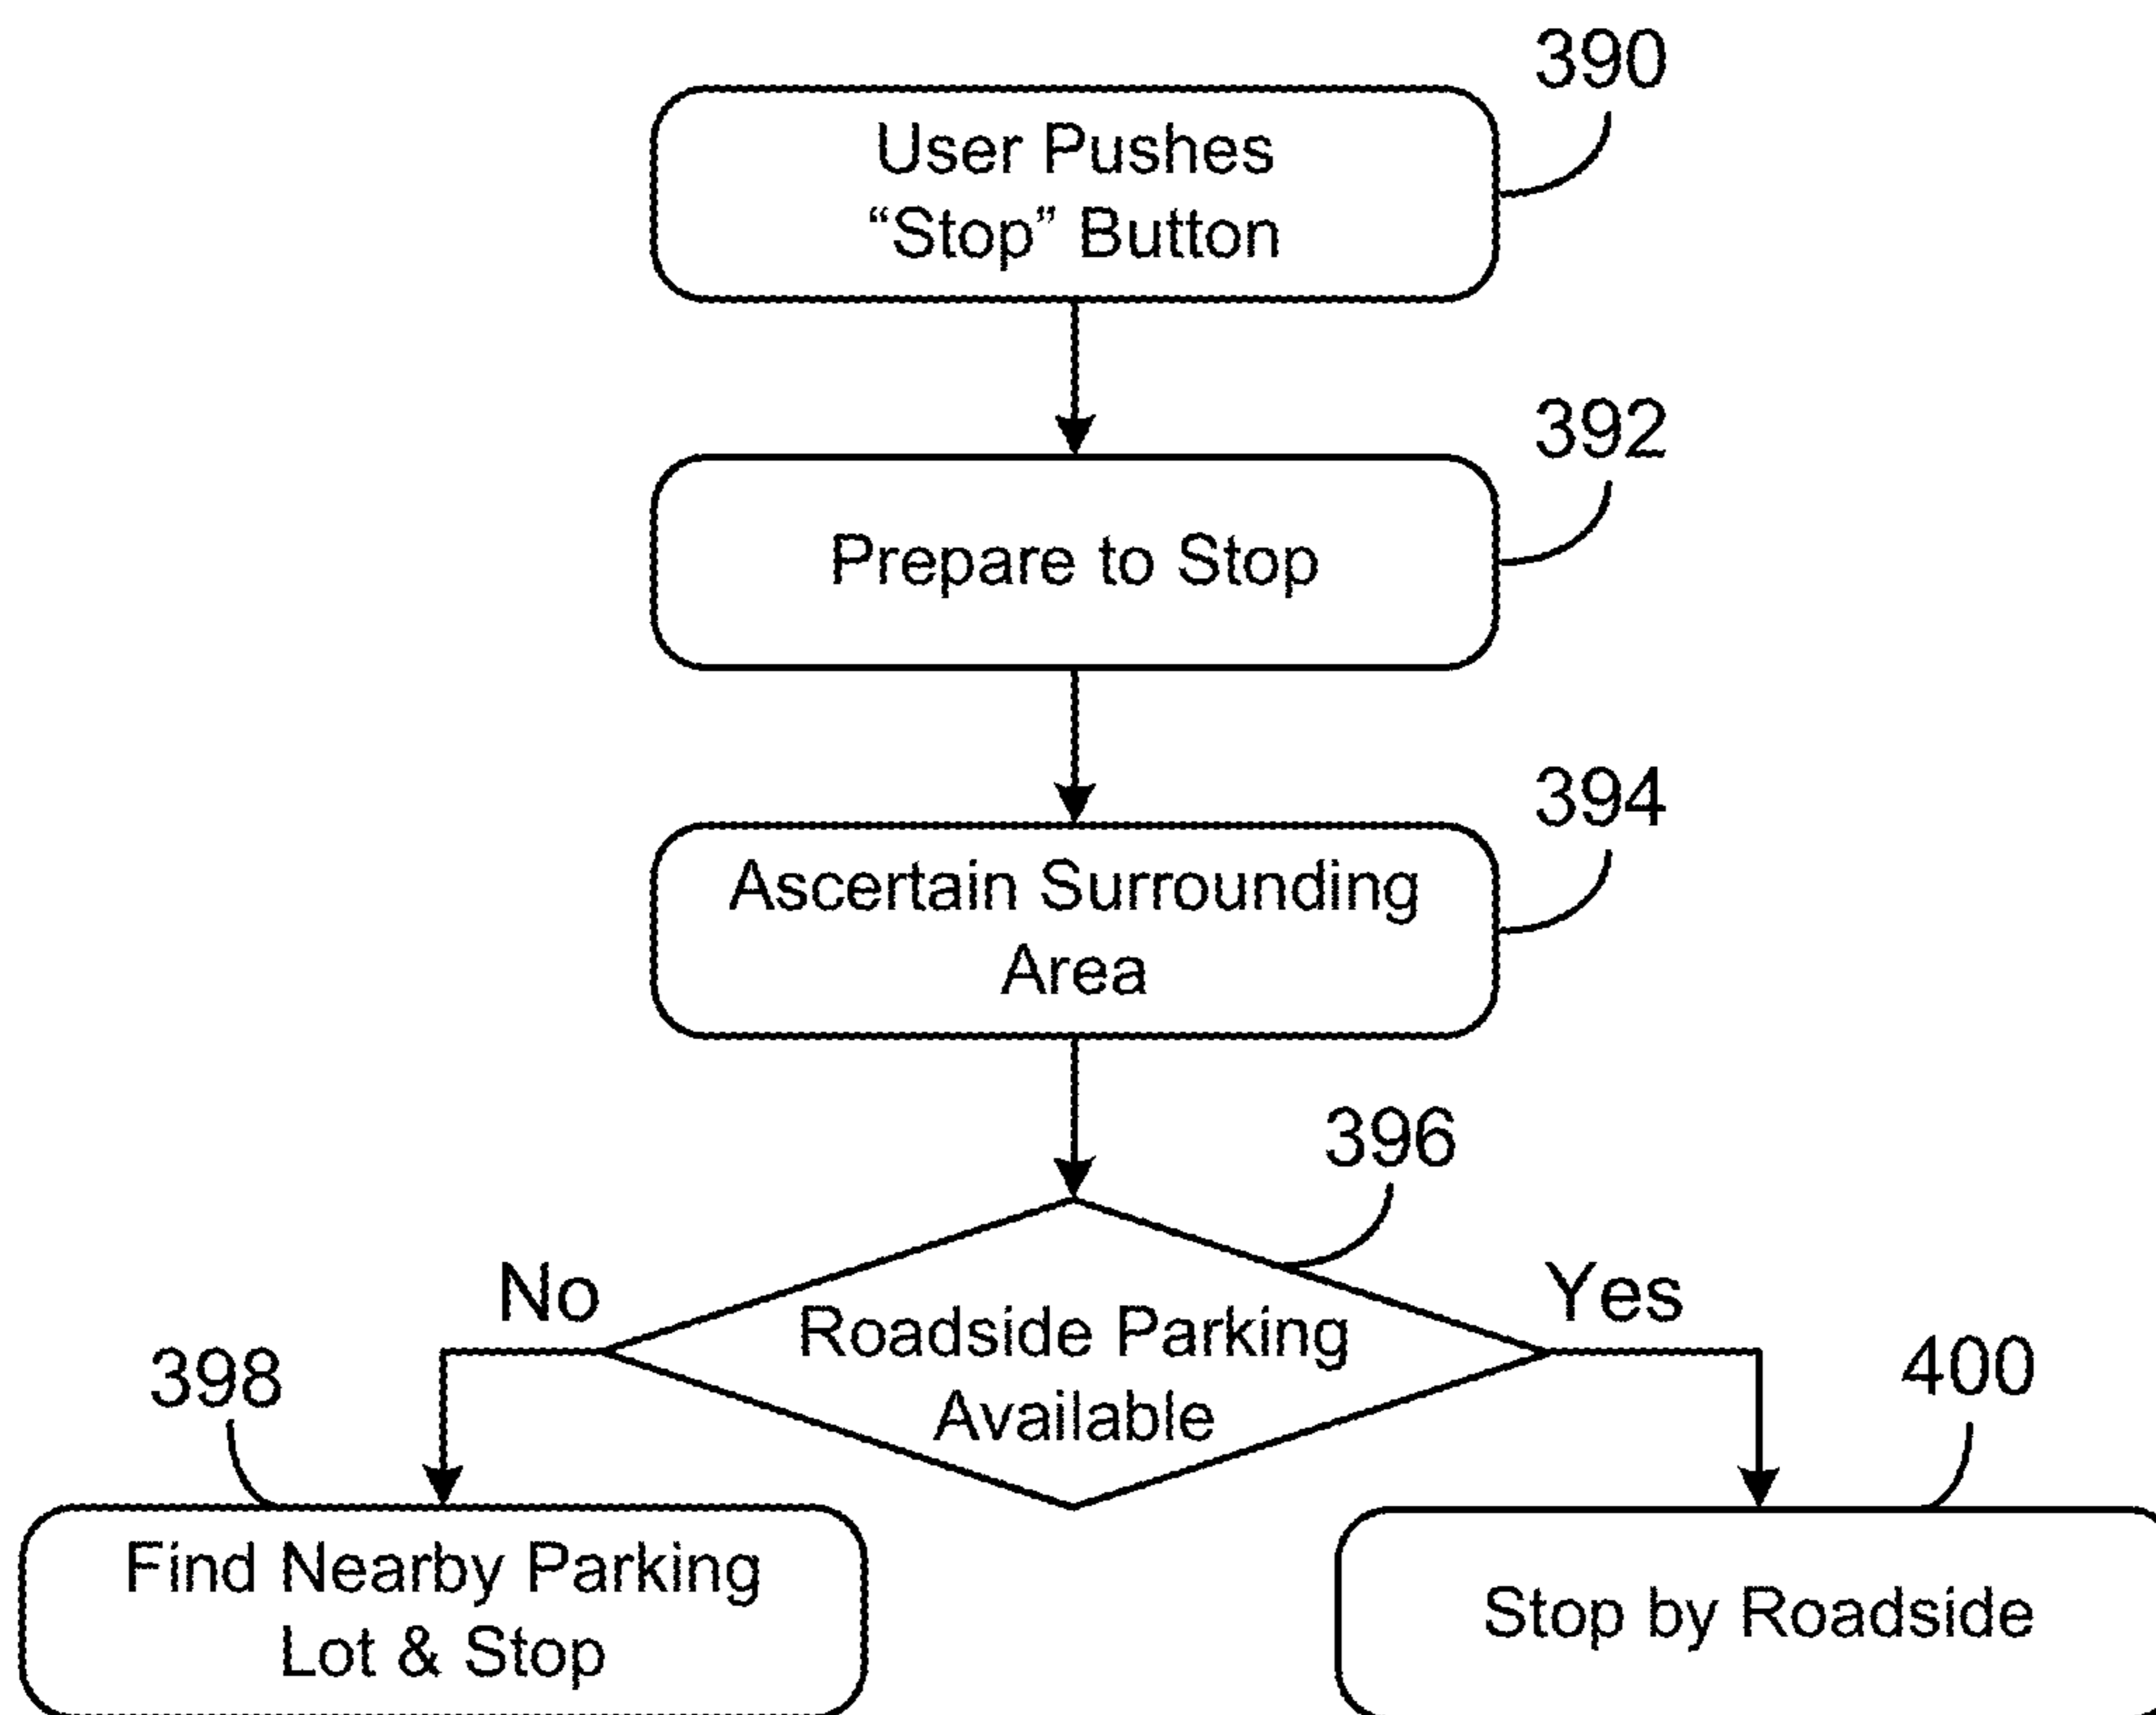 390
User Pushes
“Stop” Button
392
Prepare to Stop
394
Ascertain Surrounding
Area
396
No
Yes
Roadside Parking
Available
398
400
Find Nearby Parking
Lot & Stop
Stop by Roadside